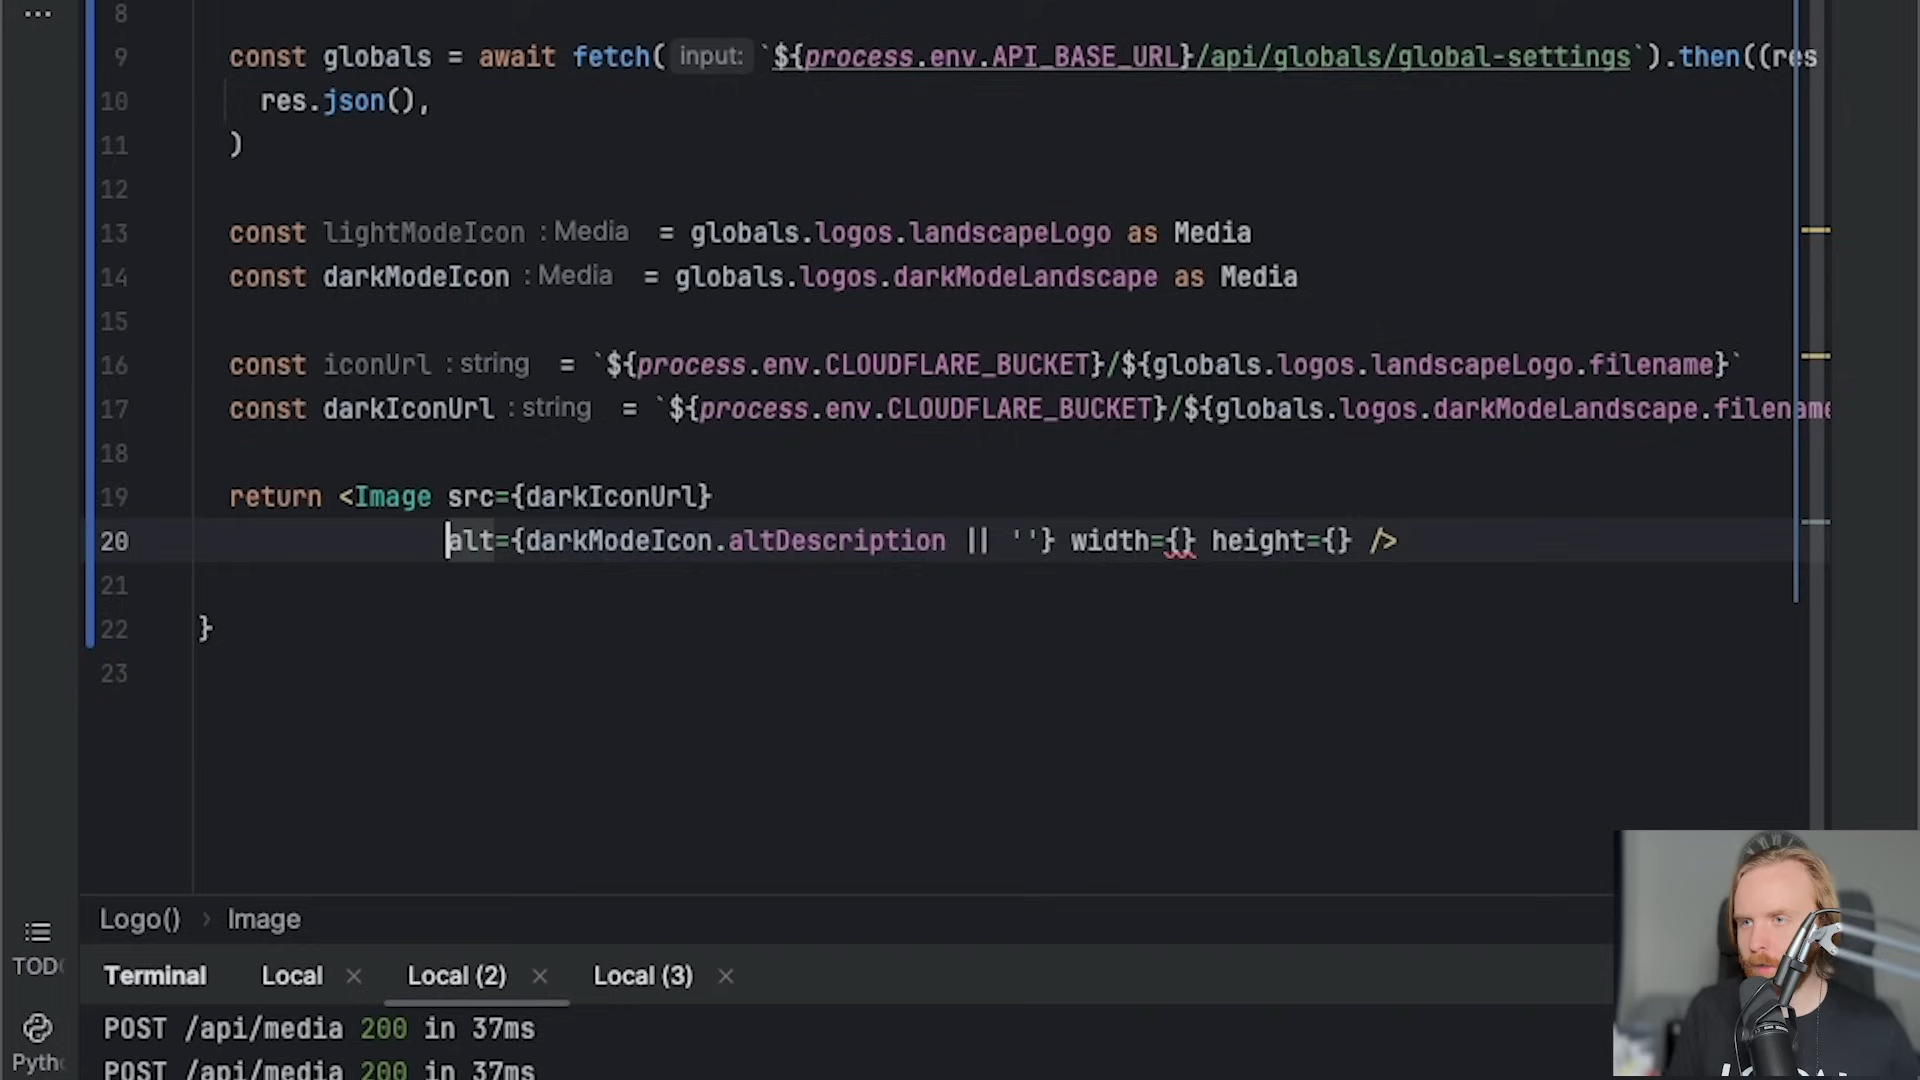 8
9 const globals = await fetch( input: `${process.env.API_BASE_URL}/api/globals/global-settings`).then((res
10 res.json(),
11 )
12
13 const lightModeIcon : Media = globals.logos.landscapeLogo as Media
14 const darkModeIcon : Media = globals.logos.darkModeLandscape as Media
15
16 const iconUrl : string = `${process.env.CLOUDFLARE_BUCKET}/${globals.logos.landscapeLogo.filename}`
17 const darkIconUrl : string = `${process.env.CLOUDFLARE_BUCKET}/${globals.logos.darkModeLandscape.filename
18
19 return <Image src={darkIconUrl}
20 alt={darkModeIcon.altDescription || ''} width={} height={} />
21
22 }
23
Logo() › Image
TOD
Terminal Local × Local (2) × Local (3) ×
POST /api/media 200 in 37ms
Pyth
POST /api/media 200 in 37ms